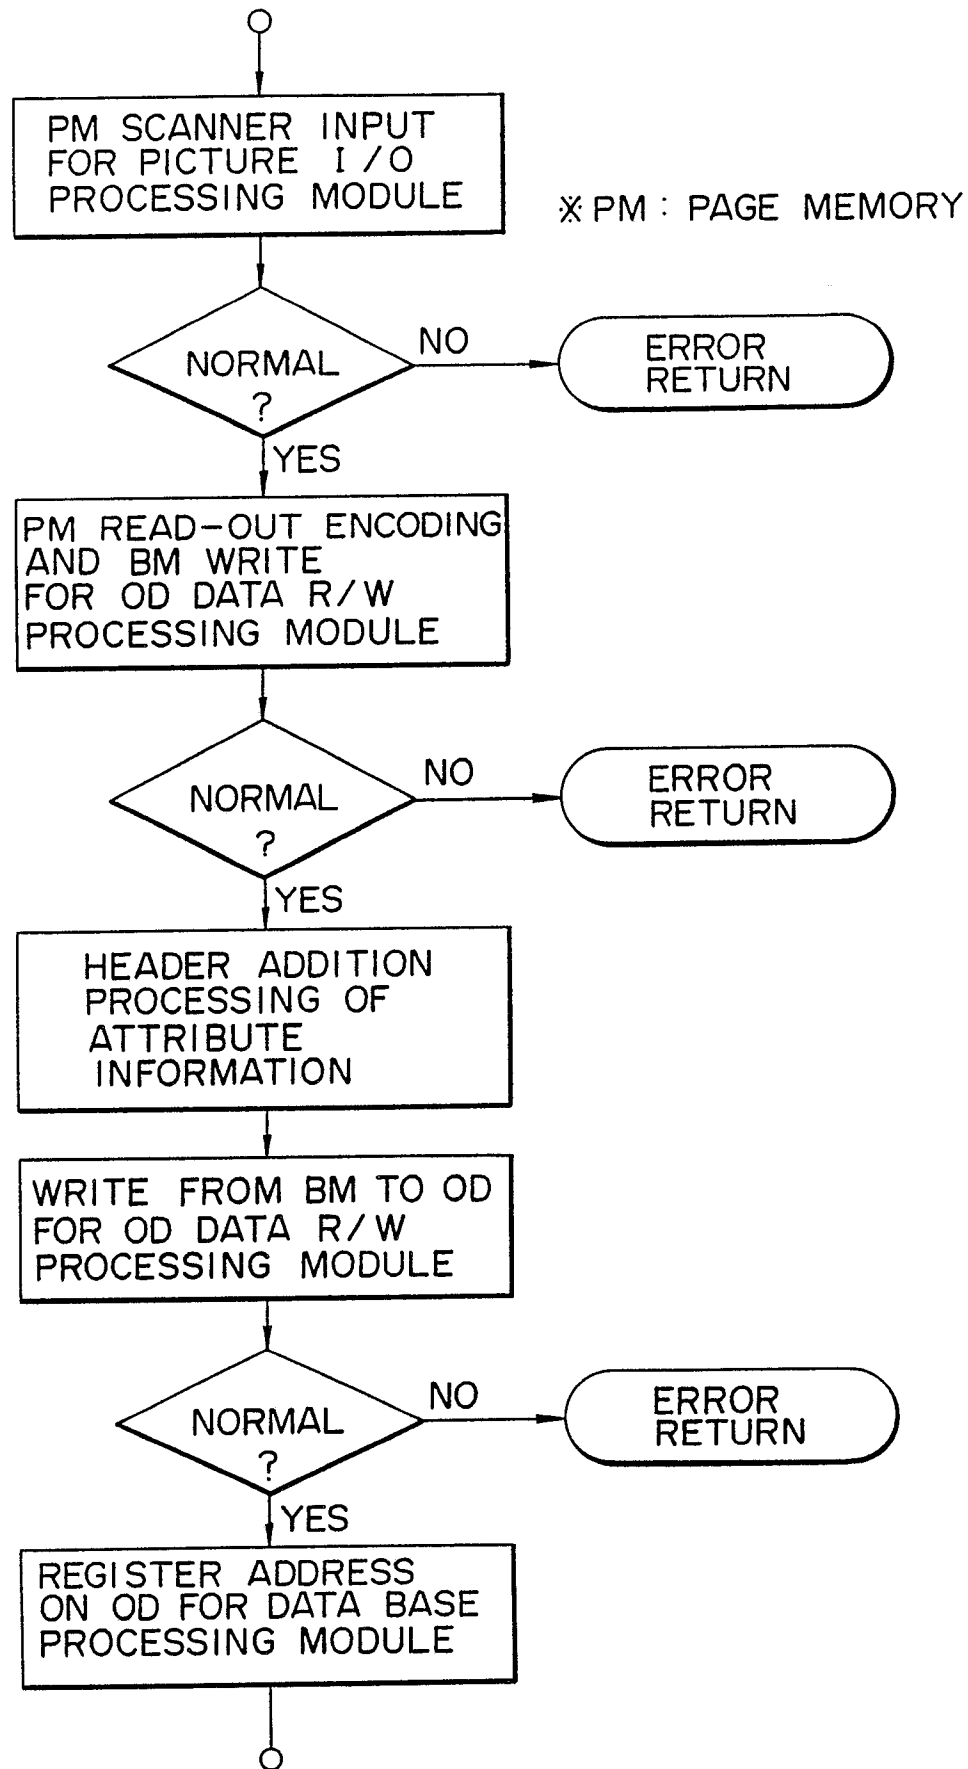 PM SCANNER INPUT
FOR PICTURE I/O
PROCESSING MODULE
※ PM : PAGE MEMORY
NORMAL
?
NO
ERROR
RETURN
YES
PM READ-OUT ENCODING
AND BM WRITE
FOR OD DATA R/W
PROCESSING MODULE
NORMAL
?
NO
ERROR
RETURN
YES
HEADER ADDITION
PROCESSING OF
ATTRIBUTE
INFORMATION
WRITE FROM BM TO OD
FOR OD DATA R/W
PROCESSING MODULE
NORMAL
?
NO
ERROR
RETURN
YES
REGISTER ADDRESS
ON OD FOR DATA BASE
PROCESSING MODULE